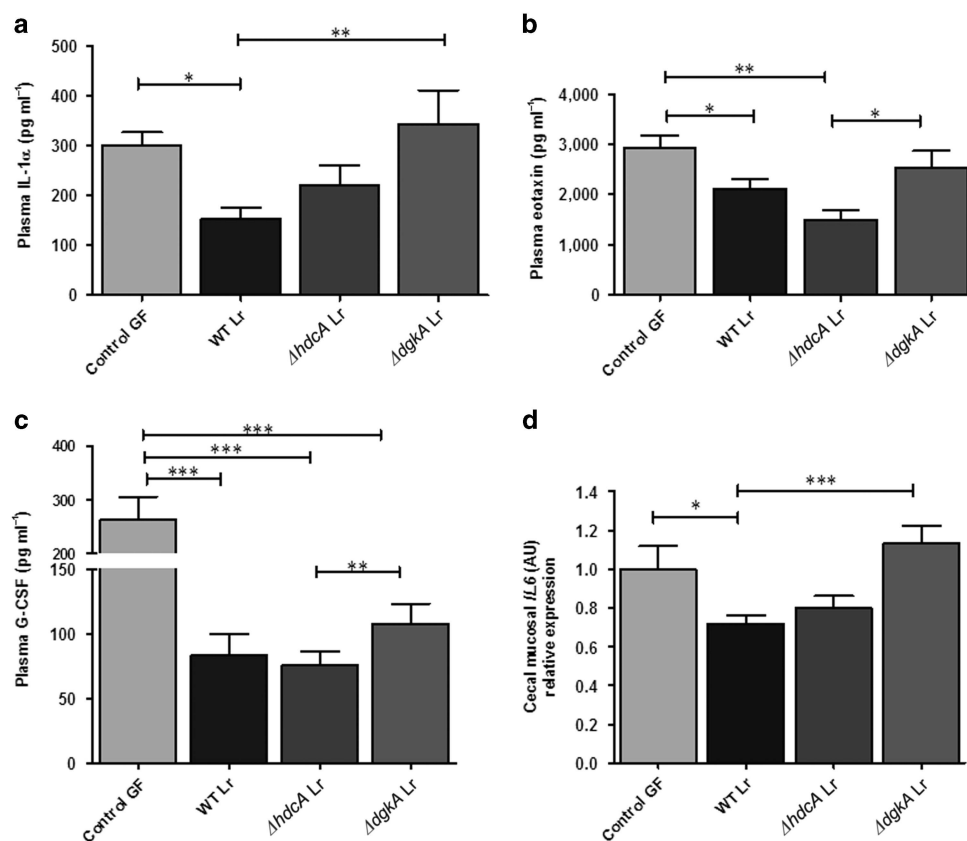 a
Plasma IL-1α (pg ml⁻¹)
500
400
300
200
100
0
*
**
Control GF
WT Lr
ΔhdcA Lr
ΔdgkA Lr
b
Plasma eotaxin (pg ml⁻¹)
4,000
3,000
2,000
1,000
0
**
*
*
Control GF
WT Lr
ΔhdcA Lr
ΔdgkA Lr
c
Plasma G-CSF (pg ml⁻¹)
400
300
200
150
100
50
0
***
***
***
**
Control GF
WT Lr
ΔhdcA Lr
ΔdgkA Lr
d
Cecal mucosal IL6 (AU)
relative expression
1.4
1.2
1.0
0.8
0.6
0.4
0.2
0.0
*
***
Control GF
WT Lr
ΔhdcA Lr
ΔdgkA Lr